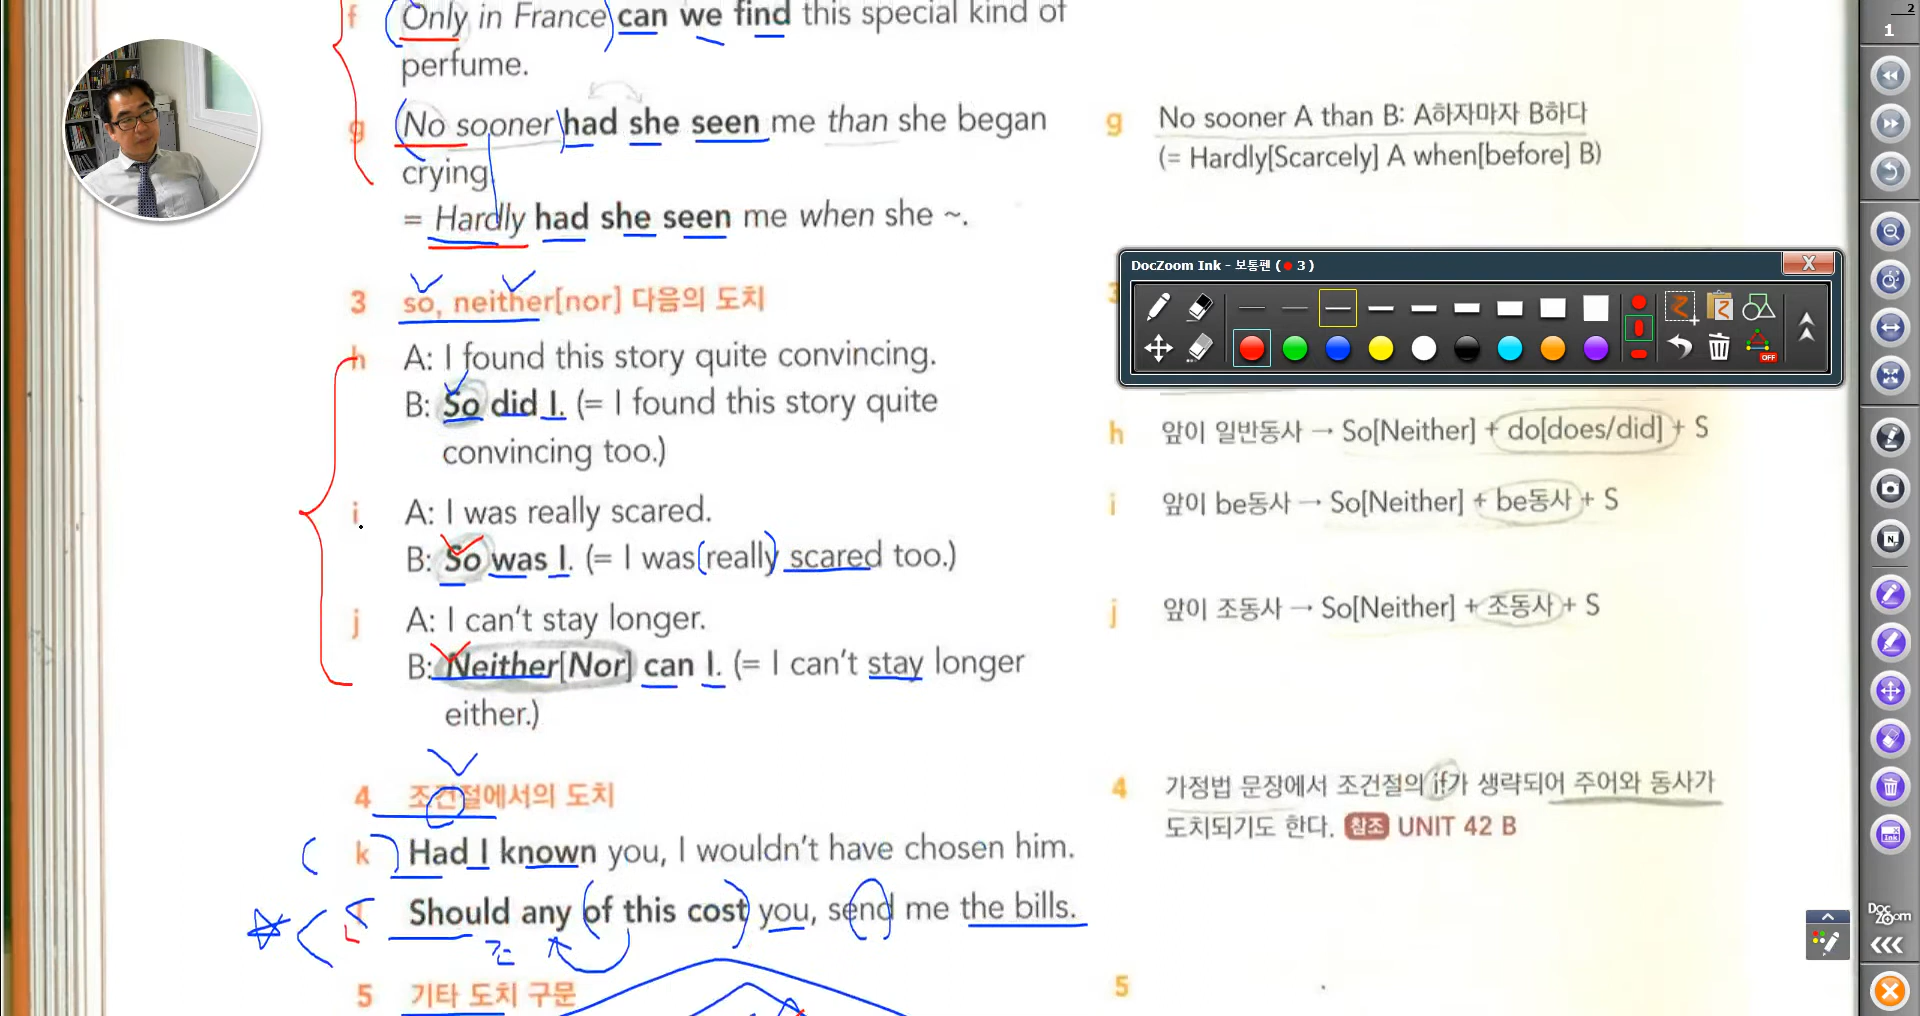 f Only in France can we find this special kind of
perfume.
g No sooner had she seen me than she began
crying.
= Hardly had she seen me when she ~.
g No sooner A than B: A하자마자 B하다
(= Hardly[Scarcely] A when[before] B)
3 so, neither[nor] 다음의 도치
3
h A: I found this story quite convincing.
B: So did I. (= I found this story quite
convincing too.)
h 앞이 일반동사 → So[Neither] + do[does/did] + S
i A: I was really scared.
B: So was I. (= I was really scared too.)
i 앞이 be동사 → So[Neither] + be동사 + S
j A: I can't stay longer.
B: Neither[Nor] can I. (= I can't stay longer
either.)
j 앞이 조동사 → So[Neither] + 조동사 + S
4 조건절에서의 도치
k Had I known you, I wouldn't have chosen him.
l Should any of this cost you, send me the bills.
4 가정법 문장에서 조건절의 if가 생략되어 주어와 동사가
도치되기도 한다. 참조 UNIT 42 B
5 기타 도치 구문
5
DocZoom Ink - 보통펜 ( 3 )
X
OFF
2
1
N
Ink
Doc
Zoom